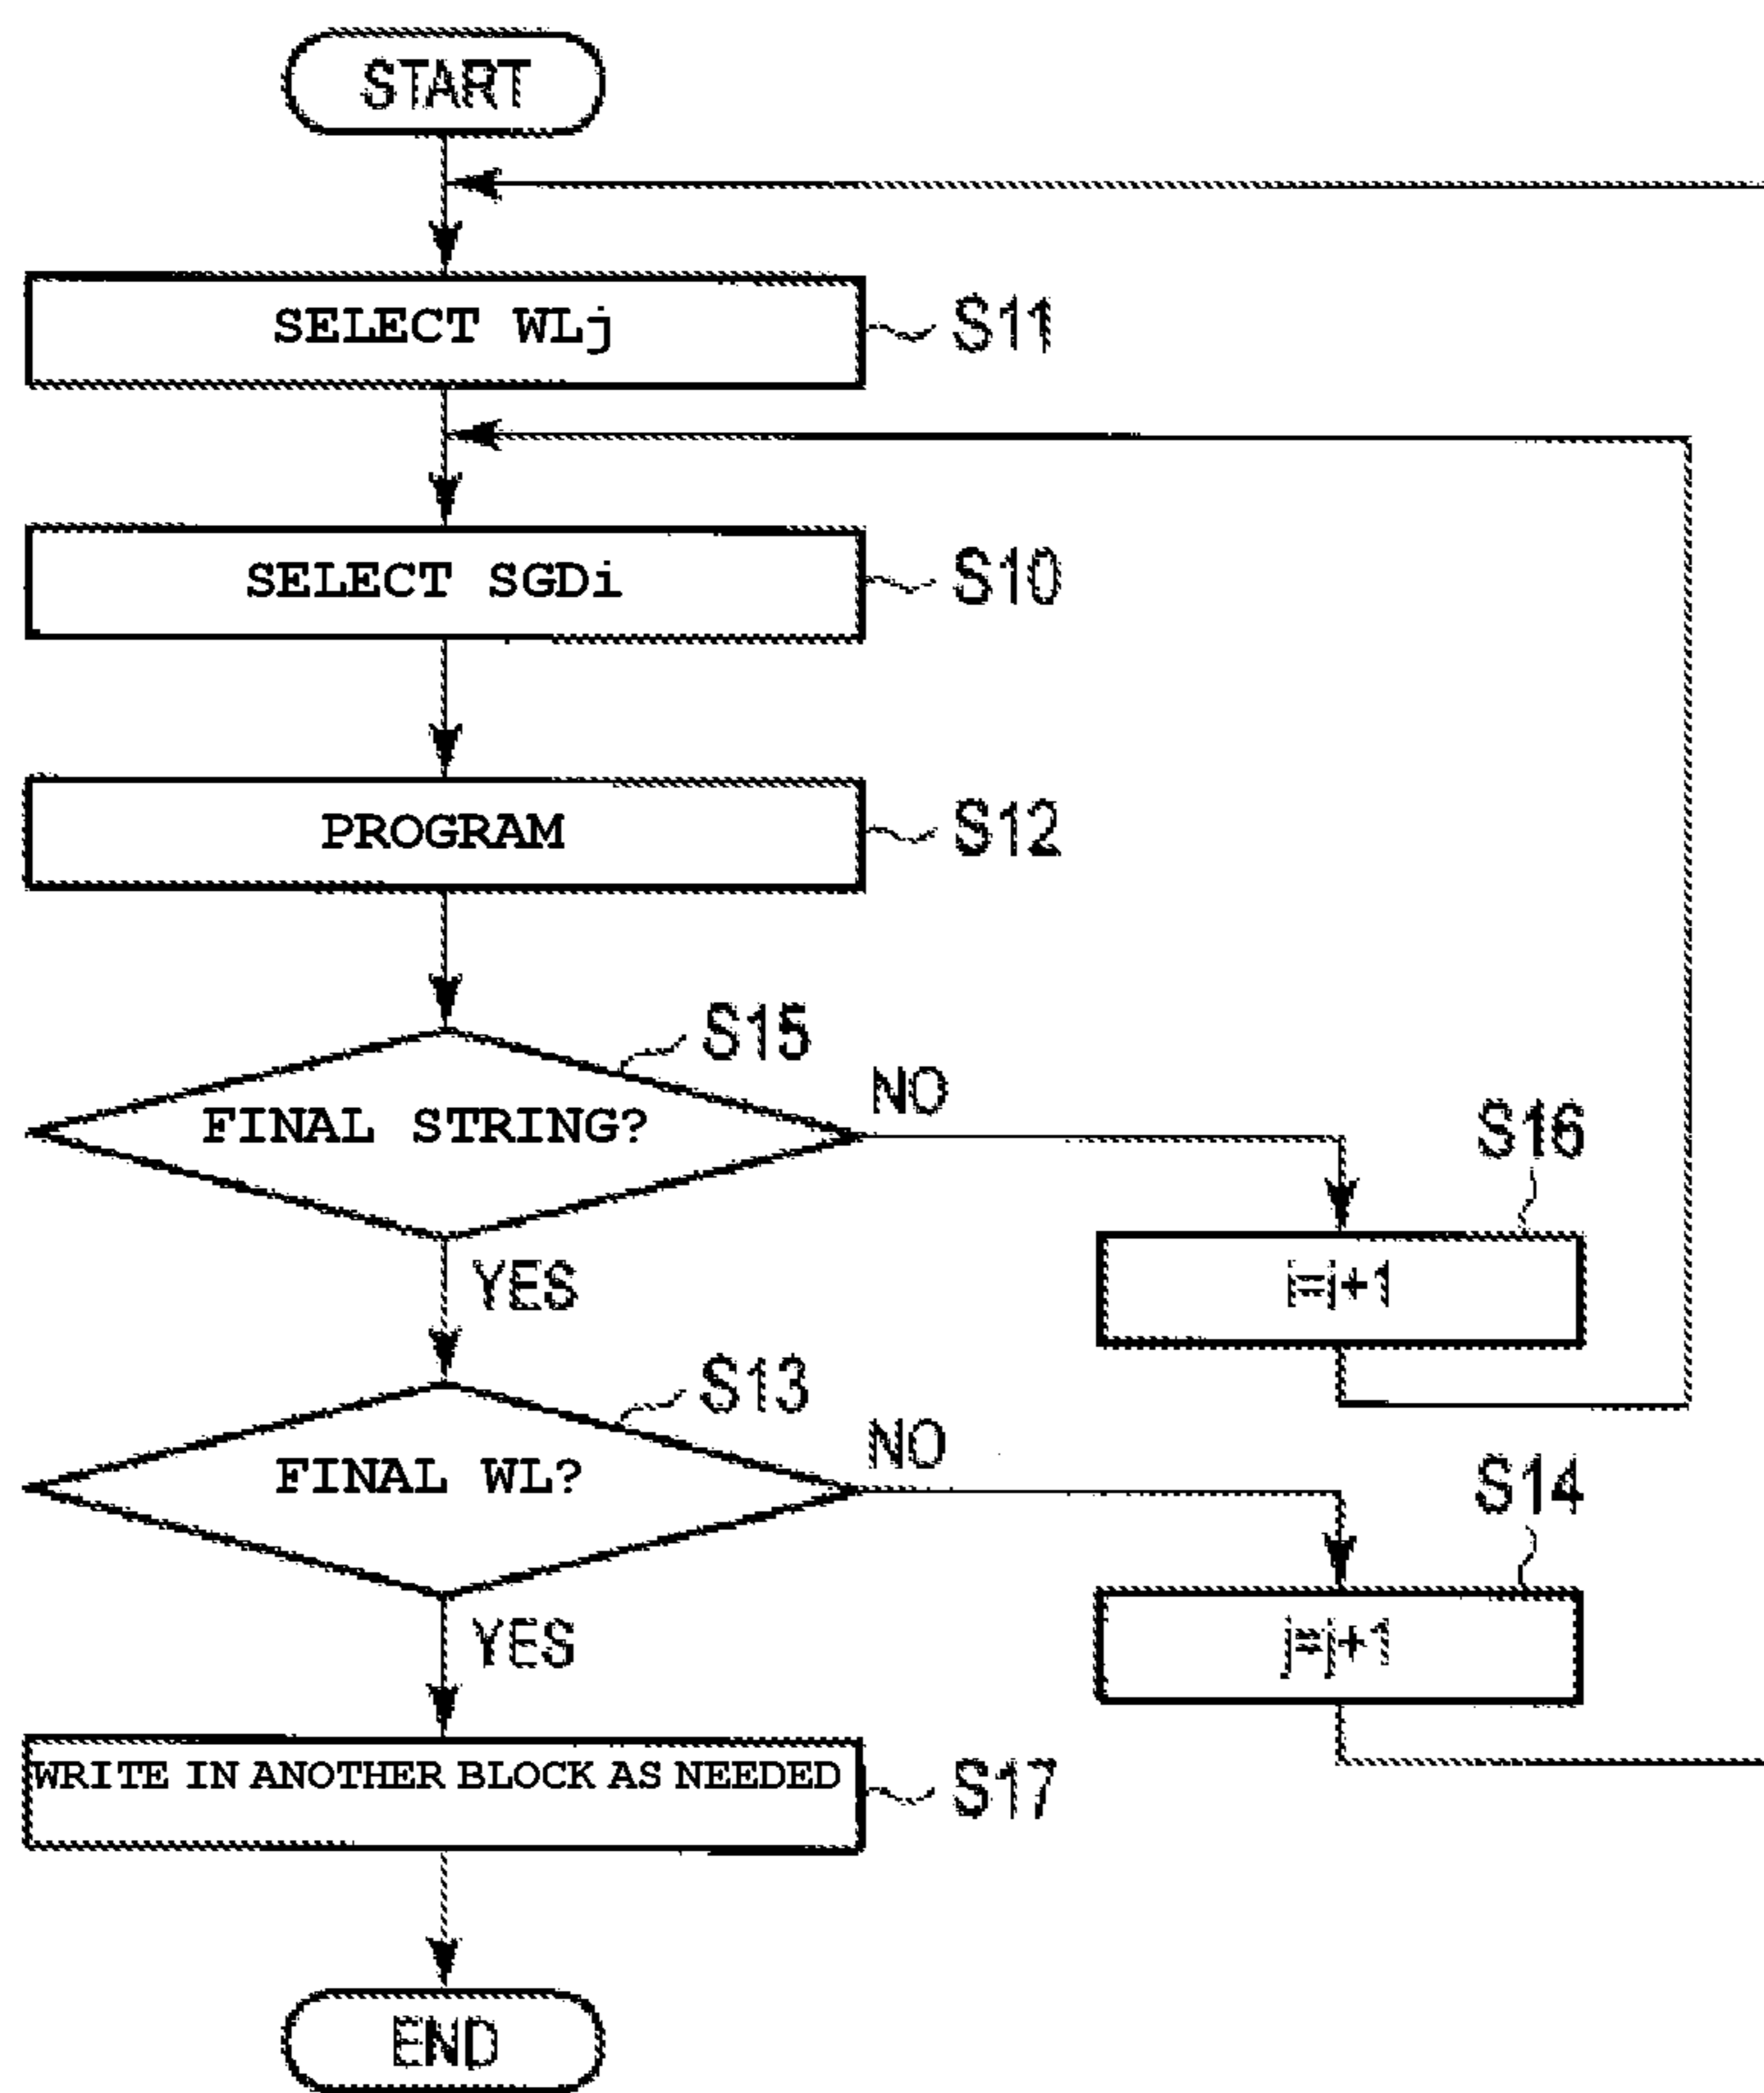 START
SELECT WLj
S11
SELECT SGDi
S10
PROGRAM
S12
S15
FINAL STRING?
NO
S16
i=i+1
YES
S13
FINAL WL?
NO
S14
j=j+1
YES
WRITE IN ANOTHER BLOCK AS NEEDED
S17
END